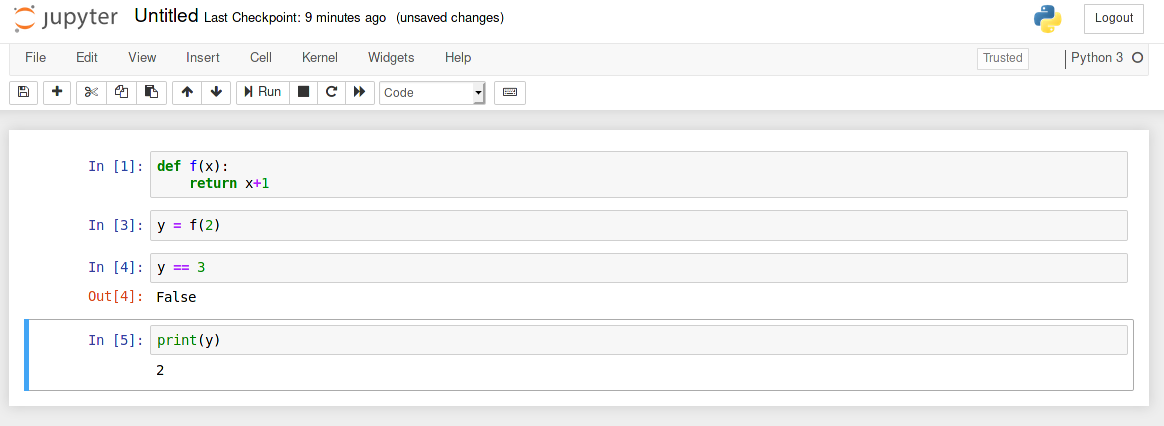 jupyter Untitled Last Checkpoint: 9 minutes ago (unsaved changes) Logout
File Edit View Insert Cell Kernel Widgets Help Trusted Python 3
Run Code
In [1]: def f(x):
    return x+1
In [3]: y = f(2)
In [4]: y == 3
Out[4]: False
In [5]: print(y)
2